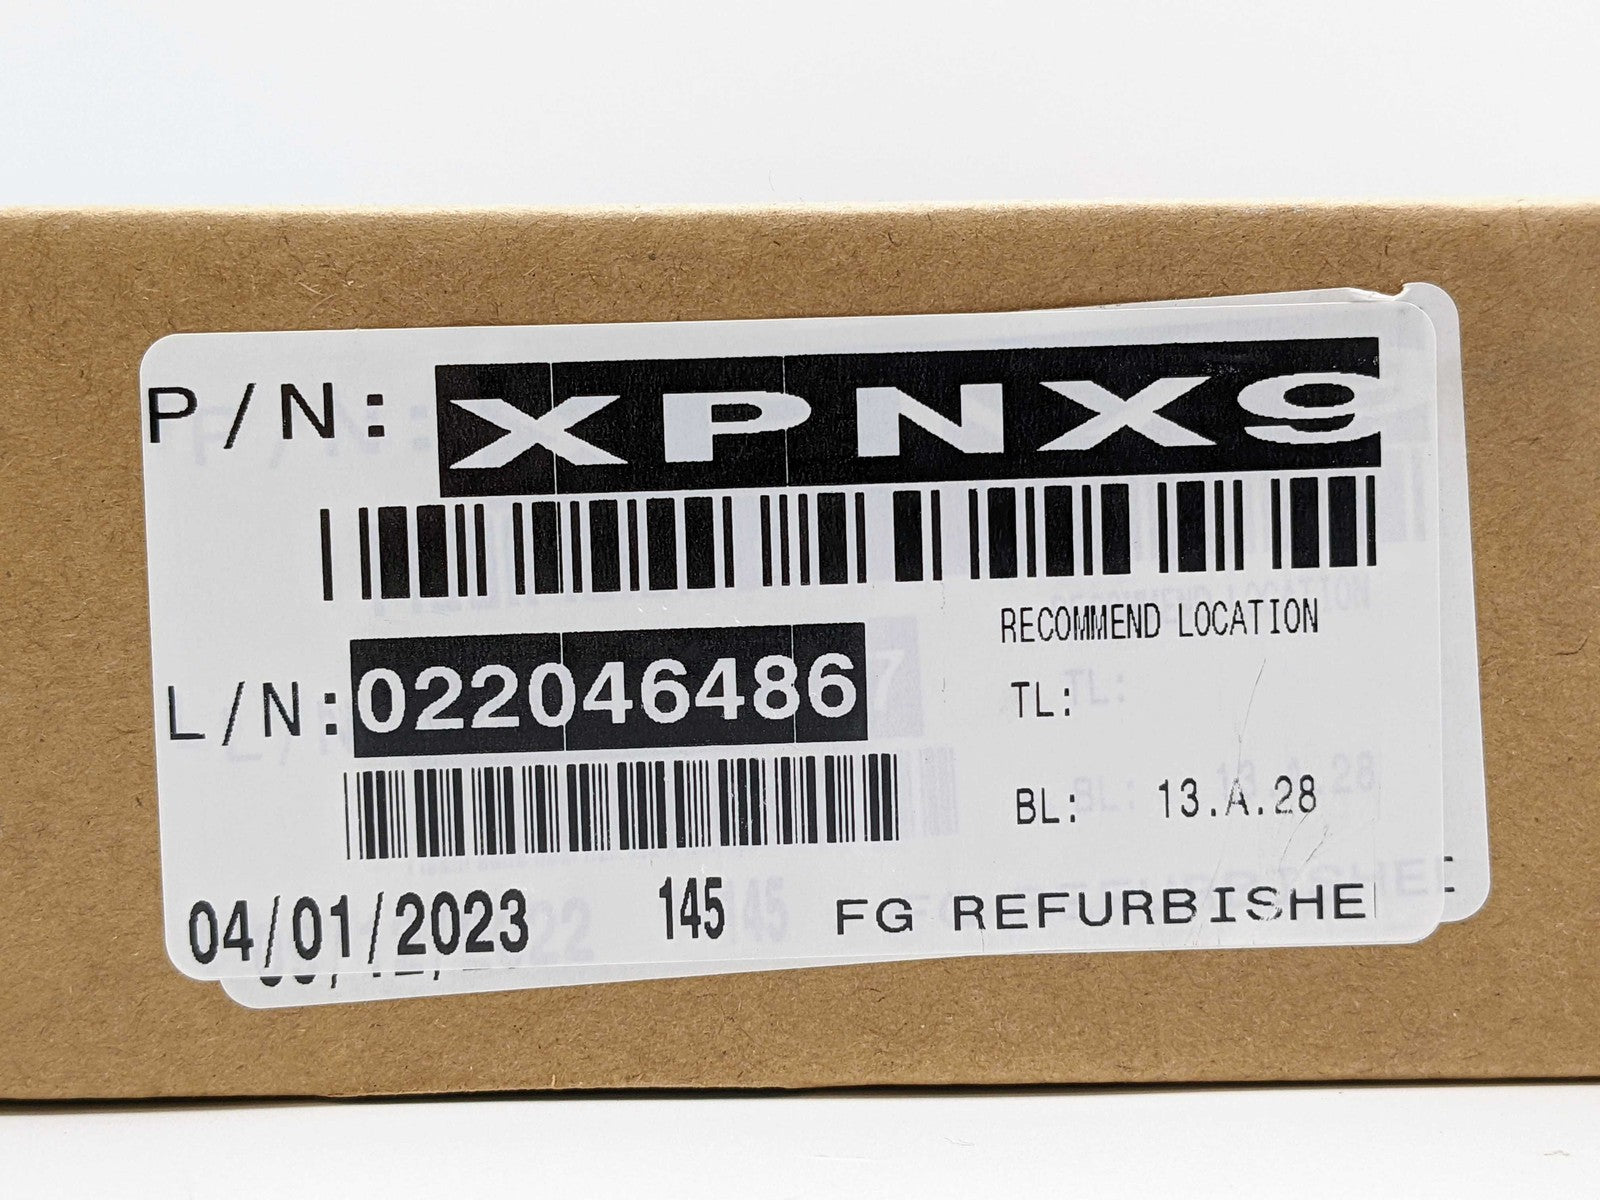 P/N: XPNX9
RECOMMEND LOCATION
L/N: 022046486
TL:
BL: 13.A.28
04/01/2023 145 FG REFURBISHE